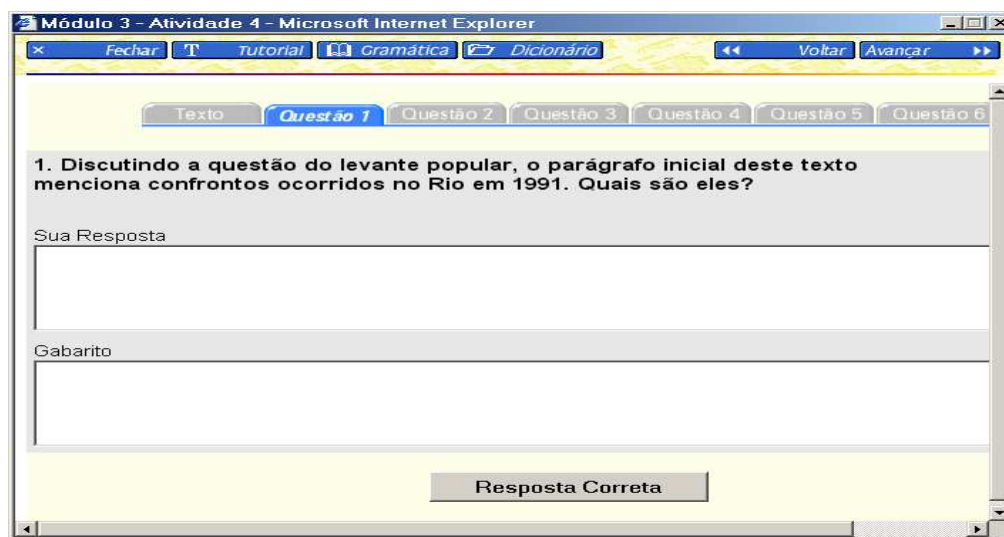 Módulo 3 - Atividade 4 - Microsoft Internet Explorer
Fechar T Tutorial Gramática Dicionário Voltar Avançar
Texto Questão 1 Questão 2 Questão 3 Questão 4 Questão 5 Questão 6
1. Discutindo a questão do levante popular, o parágrafo inicial deste texto
menciona confrontos ocorridos no Rio em 1991. Quais são eles?
Sua Resposta
Gabarito
Resposta Correta